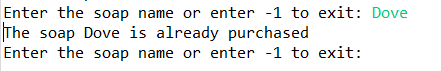 Enter the soap name or enter -1 to exit: Dove
The soap Dove is already purchased
Enter the soap name or enter -1 to exit: